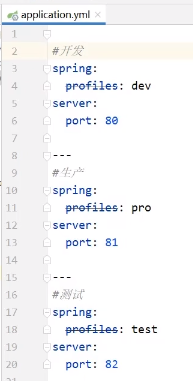 application.yml
1
2 #开发
3 spring:
4 profiles: dev
5 server:
6 port: 80
7
8 ---
9 #生产
10 spring:
11 profiles: pro
12 server:
13 port: 81
14
15 ---
16 #测试
17 spring:
18 profiles: test
19 server:
20 port: 82